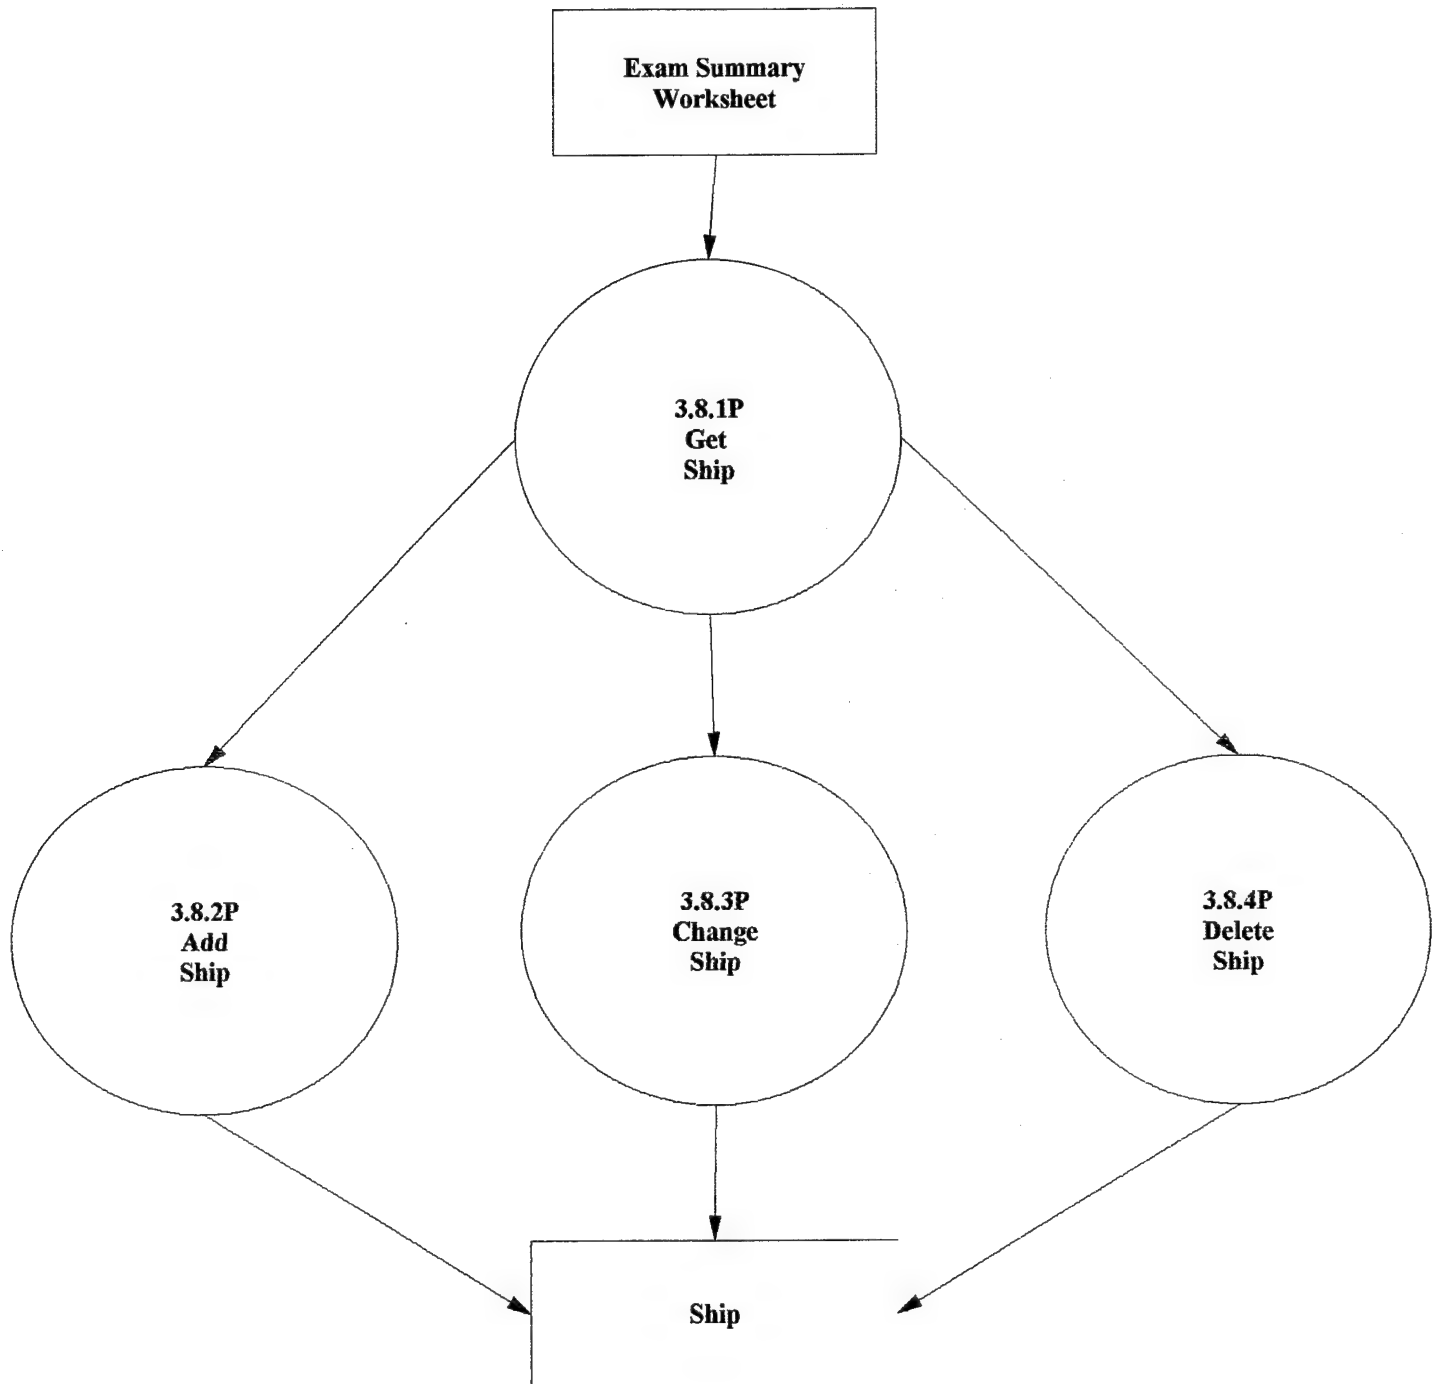 Exam Summary
Worksheet
3.8.1P
Get
Ship
3.8.2P
Add
Ship
3.8.3P
Change
Ship
3.8.4P
Delete
Ship
Ship